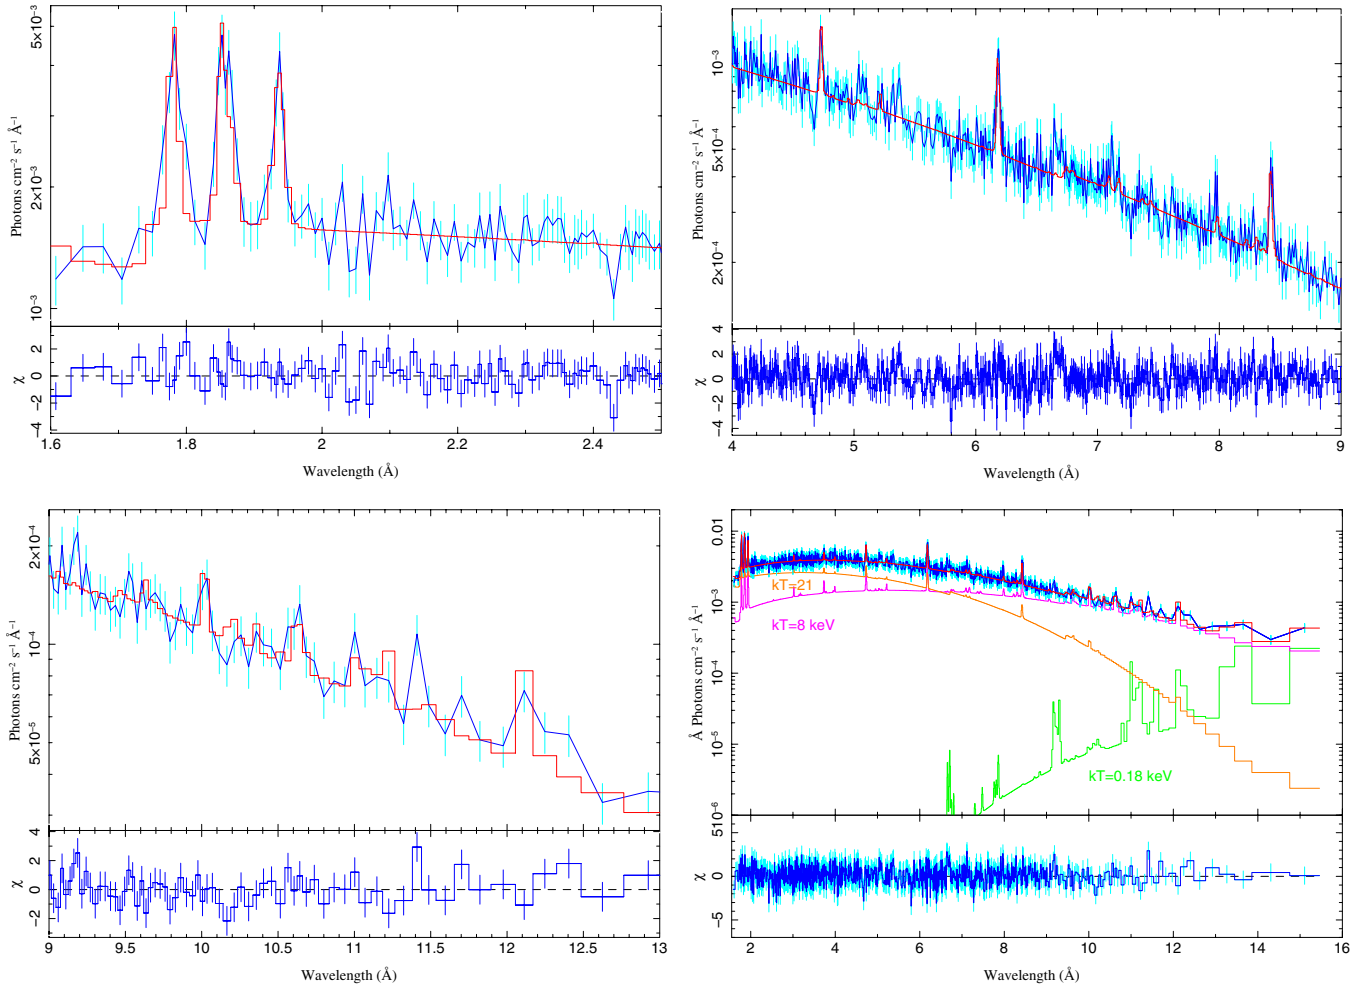 5×10⁻³
2×10⁻³
10⁻³
Photons cm⁻² s⁻¹ Å⁻¹
2
0
−2
−4
χ
1.6 1.8 2 2.2 2.4
Wavelength (Å)
10⁻³
5×10⁻⁴
2×10⁻⁴
Photons cm⁻² s⁻¹ Å⁻¹
4
2
0
−2
−4
χ
4 5 6 7 8 9
Wavelength (Å)
2×10⁻⁴
10⁻⁴
5×10⁻⁵
Photons cm⁻² s⁻¹ Å⁻¹
4
2
0
−2
χ
9 9.5 10 10.5 11 11.5 12 12.5 13
Wavelength (Å)
0.01
10⁻³
10⁻⁴
10⁻⁵
10⁻⁶
Å Photons cm⁻² s⁻¹ Å⁻¹
kT=21
kT=8 keV
kT=0.18 keV
510
0
−5
χ
2 4 6 8 10 12 14 16
Wavelength (Å)